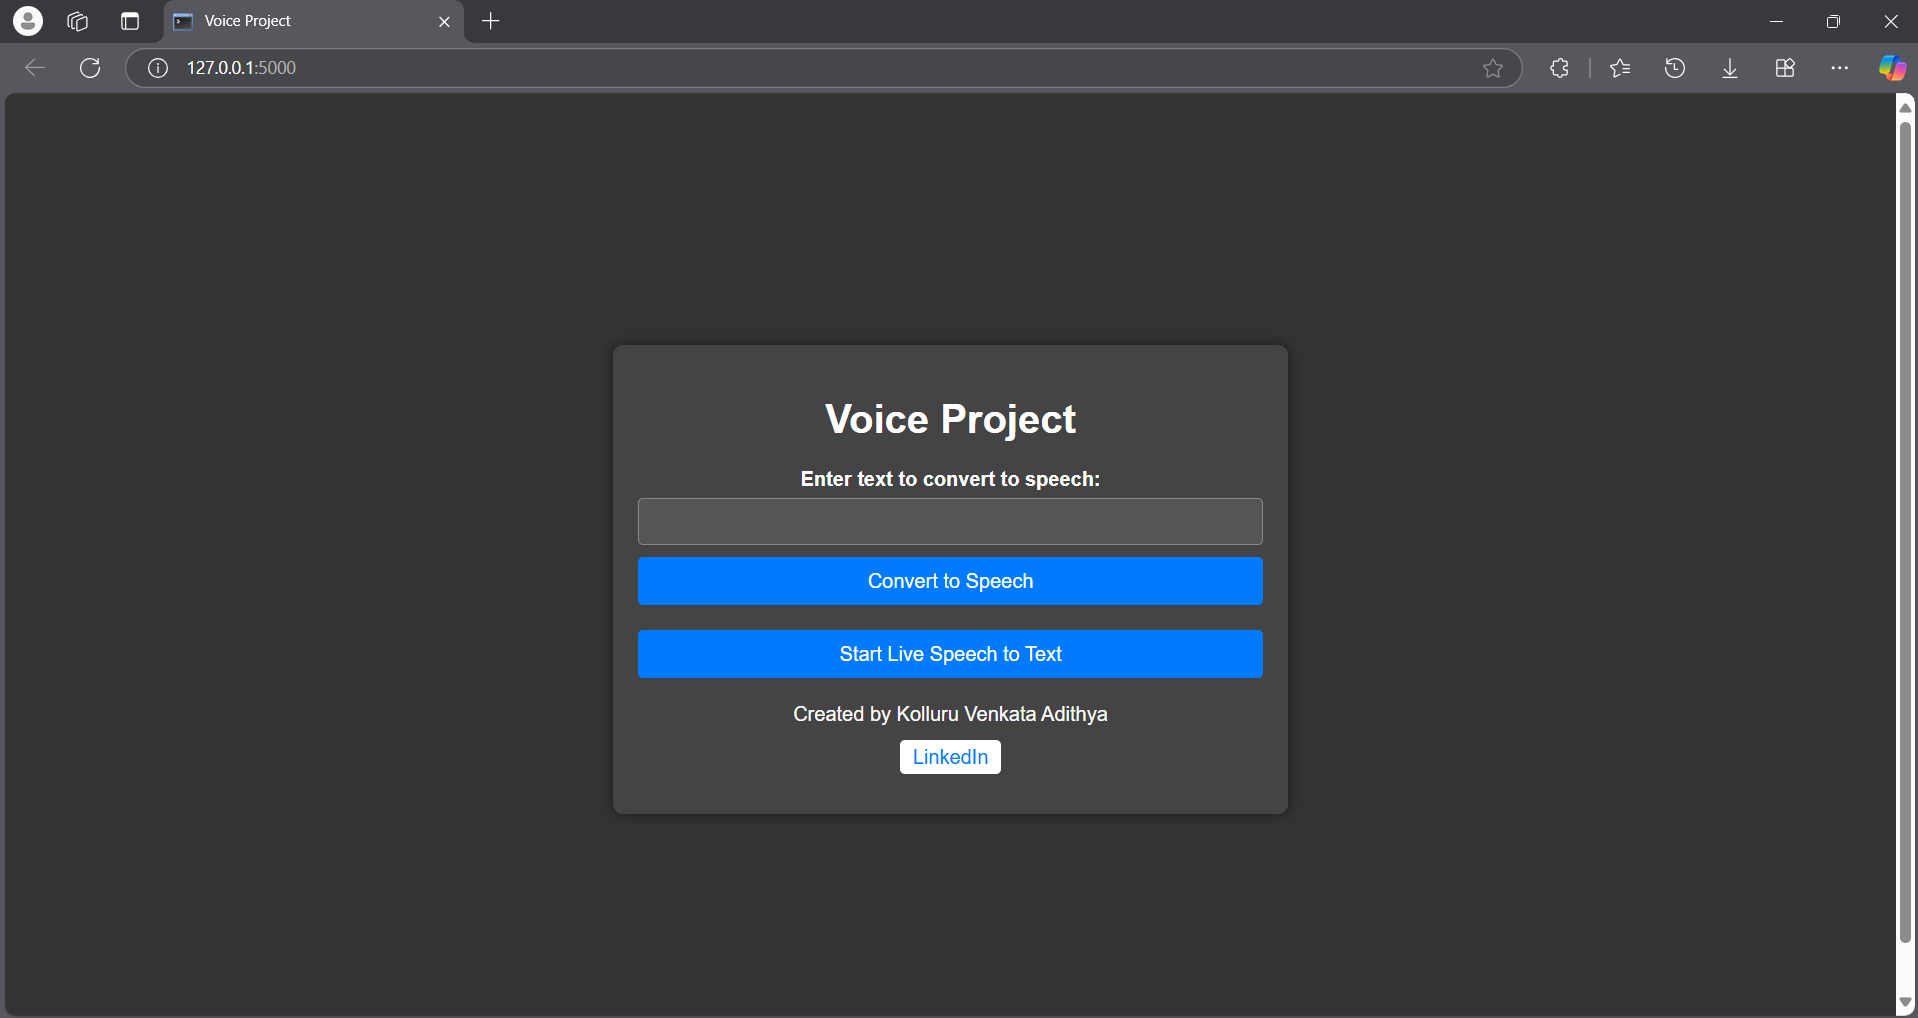 Voice Project
127.0.0.1:5000
Voice Project
Enter text to convert to speech:
Convert to Speech
Start Live Speech to Text
Created by Kolluru Venkata Adithya
LinkedIn